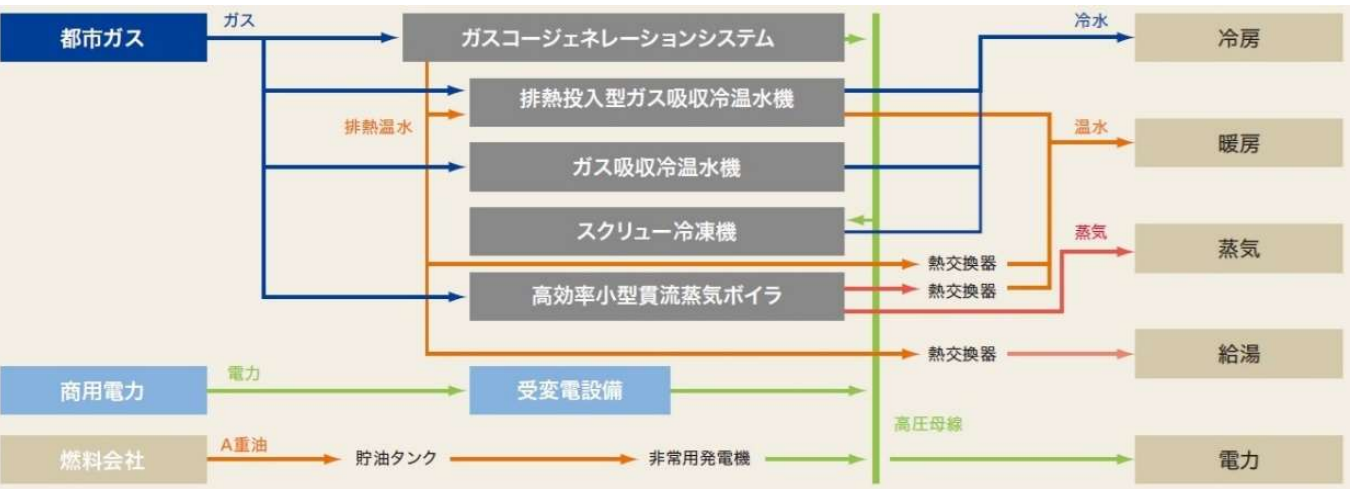 都市ガス
ガス
ガスコージェネレーションシステム
冷水
冷房
排熱投入型ガス吸収冷温水機
排熱温水
温水
暖房
ガス吸収冷温水機
スクリュー冷凍機
蒸気
蒸気
熱交換器
高効率小型貫流蒸気ボイラ
熱交換器
熱交換器
給湯
商用電力
電力
受変電設備
高圧母線
燃料会社
A重油
貯油タンク
非常用発電機
電力